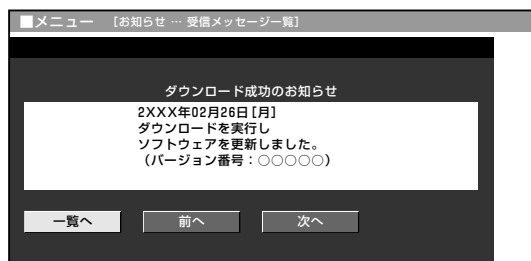 ■メニュー [お知らせ … 受信メッセージ一覧]
ダウンロード成功のお知らせ
2XXX年02月26日[月]
ダウンロードを実行し
ソフトウェアを更新しました。
(バージョン番号:○○○○○)
一覧へ 前へ 次へ